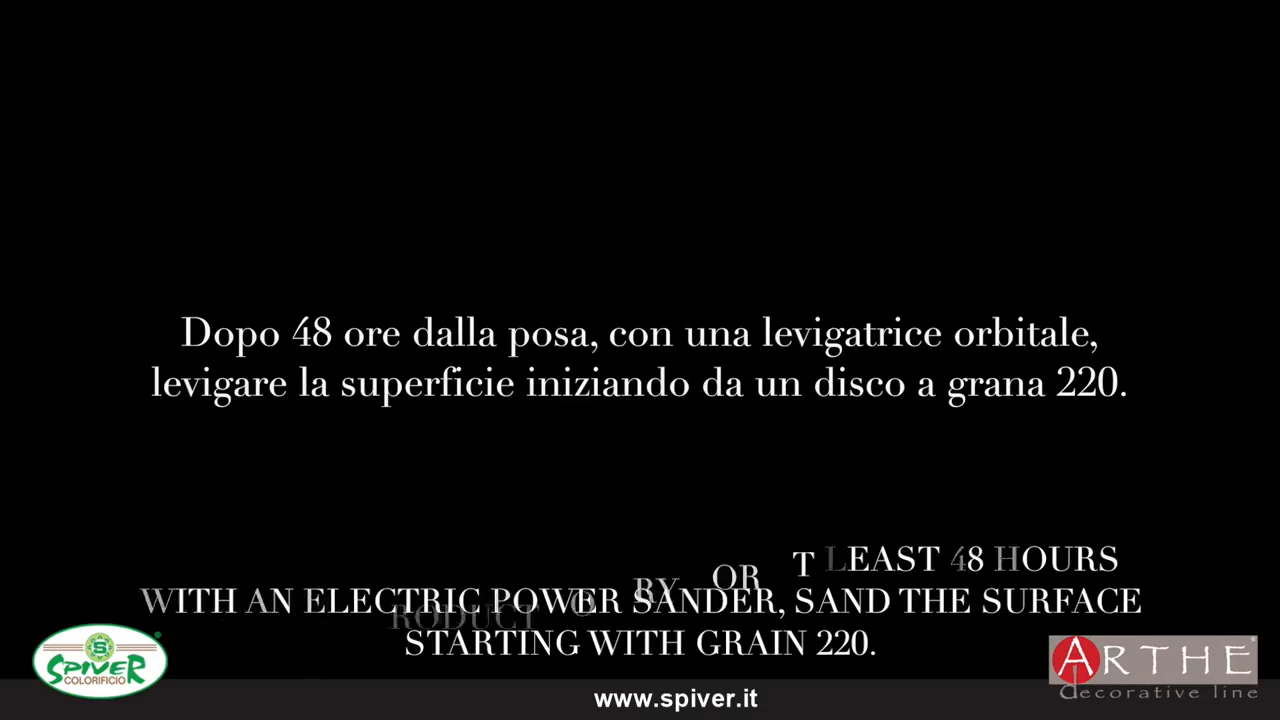 Dopo 48 ore dalla posa, con una levigatrice orbitale,
levigare la superficie iniziando da un disco a grana 220.
LEAST 48 HOURS
WITH AN ELECTRIC POWER SANDER, SAND THE SURFACE
STARTING WITH GRAIN 220.
SPIVER
COLORIFICIO
www.spiver.it
ARTHE
decorative line